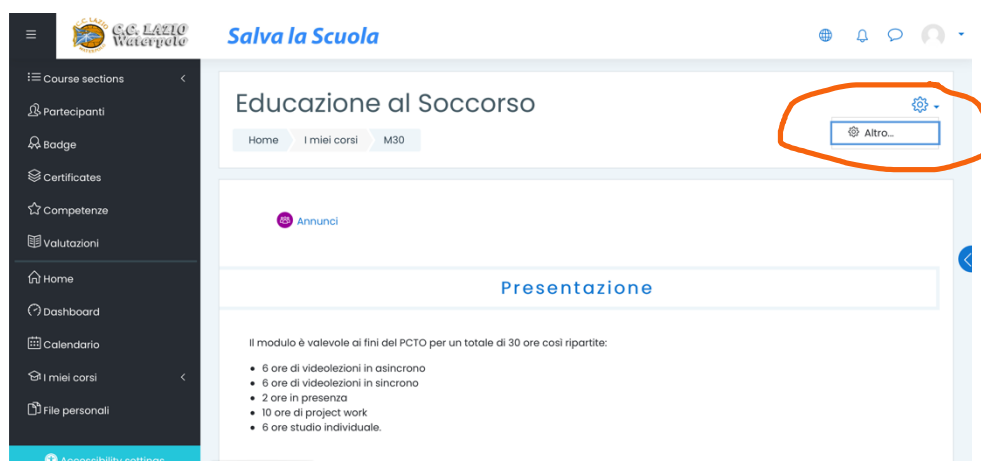 C.C. LAZIO
C.C. LAZIO
Waterpolo
Salva la Scuola
Course sections
Partecipanti
Badge
Certificates
Competenze
Valutazioni
Home
Dashboard
Calendario
I miei corsi
File personali
Accessibility settings
Educazione al Soccorso
Altro...
Home I miei corsi M30
Annunci
Presentazione
Il modulo è valevole ai fini del PCTO per un totale di 30 ore così ripartite:
6 ore di videolezioni in asincrono
6 ore di videolezioni in sincrono
2 ore in presenza
10 ore di project work
6 ore studio individuale.